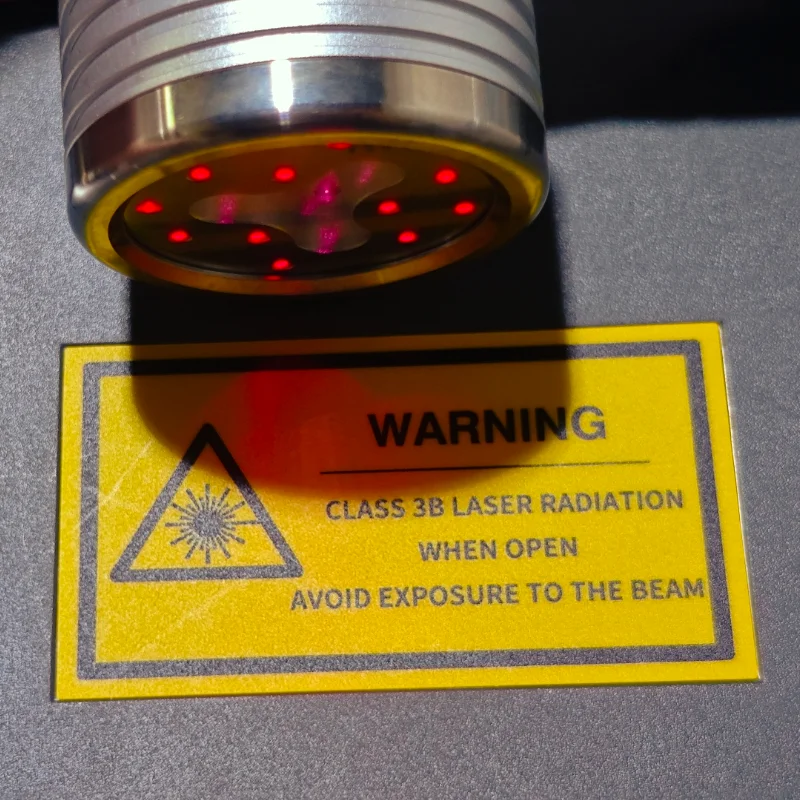 WARNING
CLASS 3B LASER RADIATION
WHEN OPEN
AVOID EXPOSURE TO THE BEAM